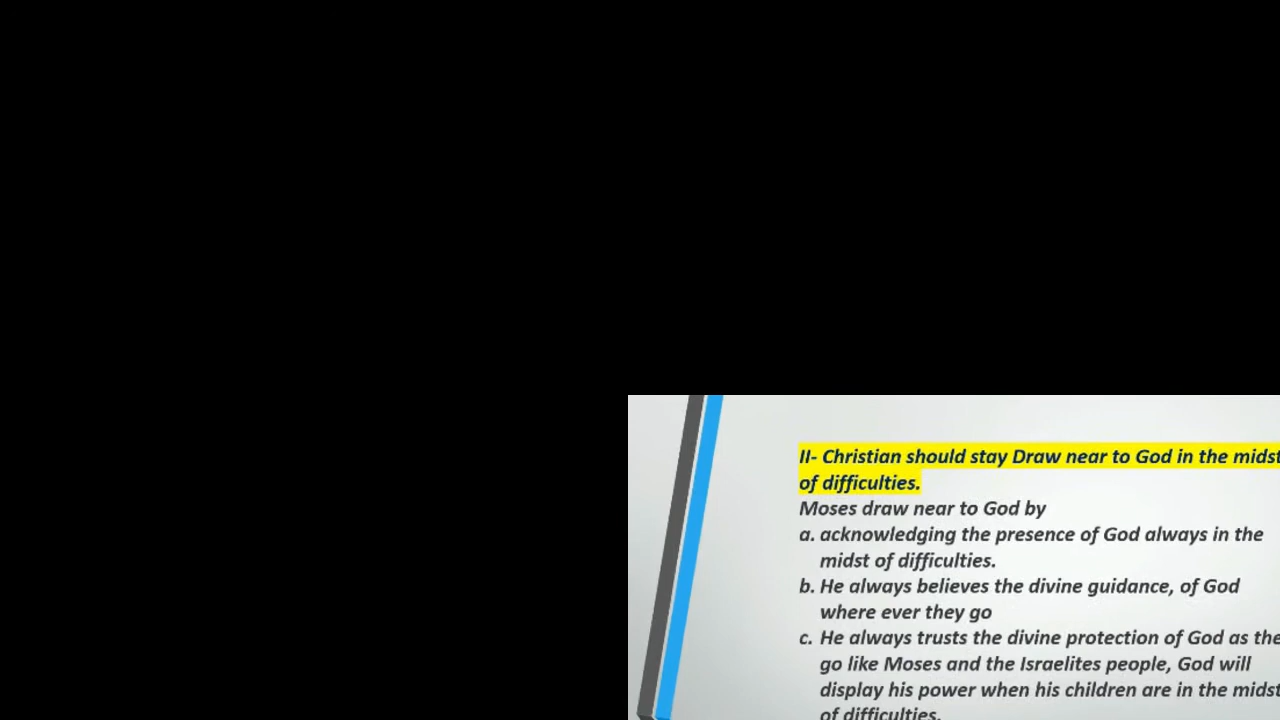 II- Christian should stay Draw near to God in the midst
of difficulties.
Moses draw near to God by
a. acknowledging the presence of God always in the
midst of difficulties.
b. He always believes the divine guidance, of God
where ever they go
c. He always trusts the divine protection of God as the
go like Moses and the Israelites people, God will
display his power when his children are in the midst
of difficulties.